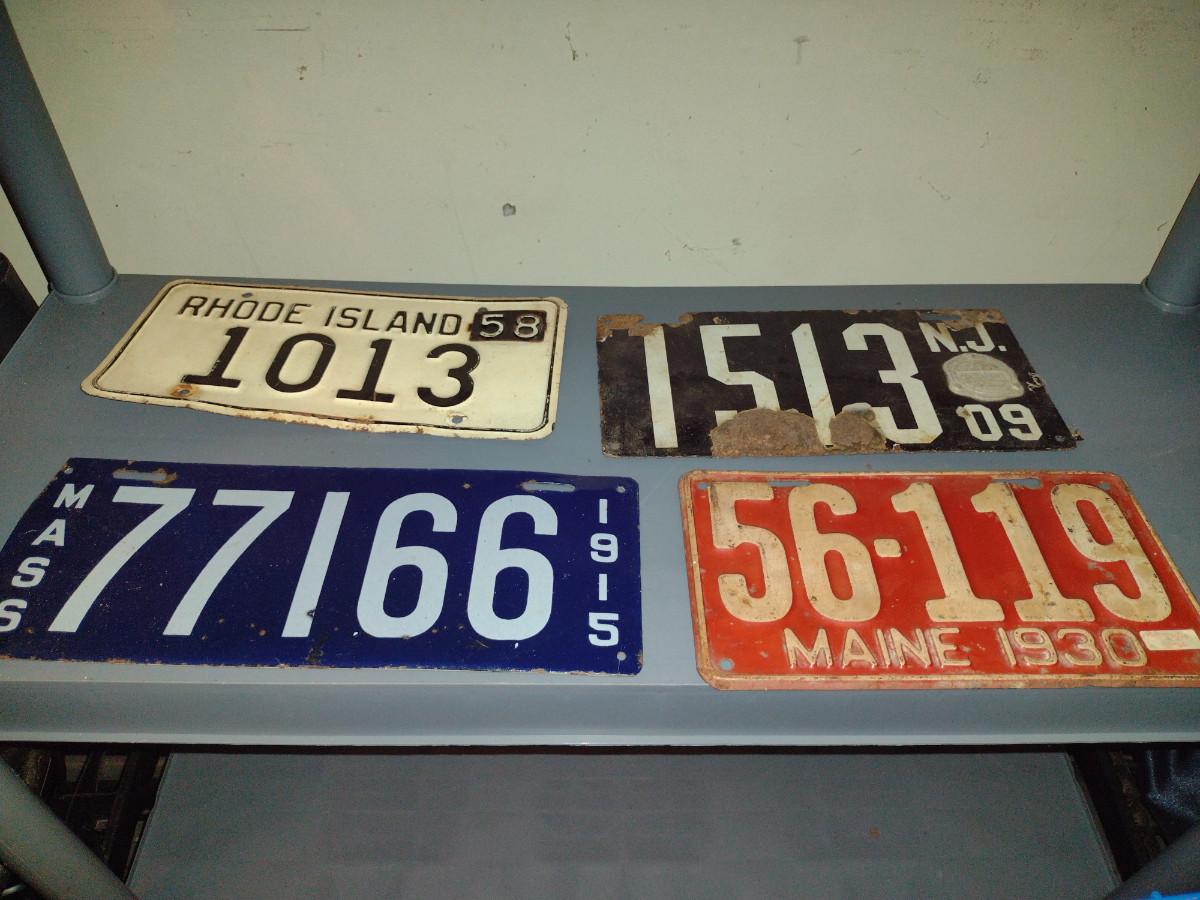 RHODE ISLAND 58
1013
1513
N.J.
09
MASS
77166
1915
56·119
MAINE 1930